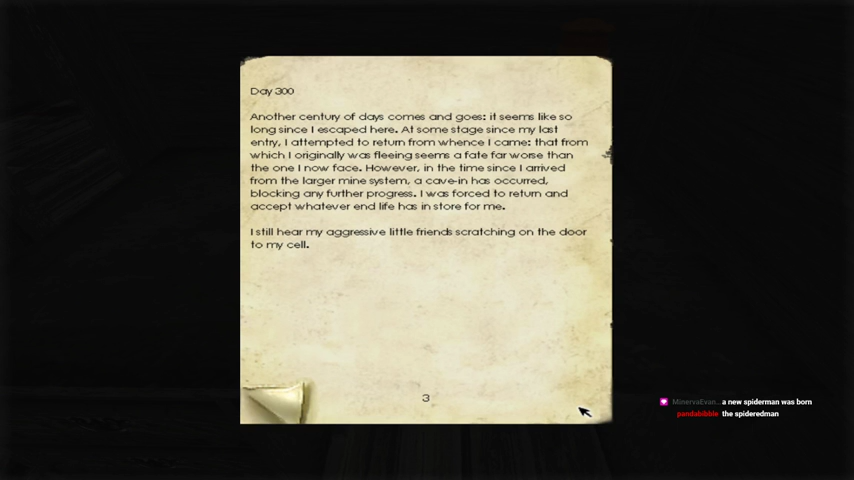 Day 300
Another century of days comes and goes: it seems like so
long since I escaped here. At some stage since my last
entry, I attempted to return from whence I came: that from
which I originally was fleeing seems a fate far worse than
the one I now face. However, in the time since I arrived
from the larger mine system, a cave-in has occurred,
blocking any further progress. I was forced to return and
accept whatever end life has in store for me.
I still hear my aggressive little friends scratching on the door
to my cell.
3
MinervaEvan... a new spiderman was born
pandabibble the spideredman